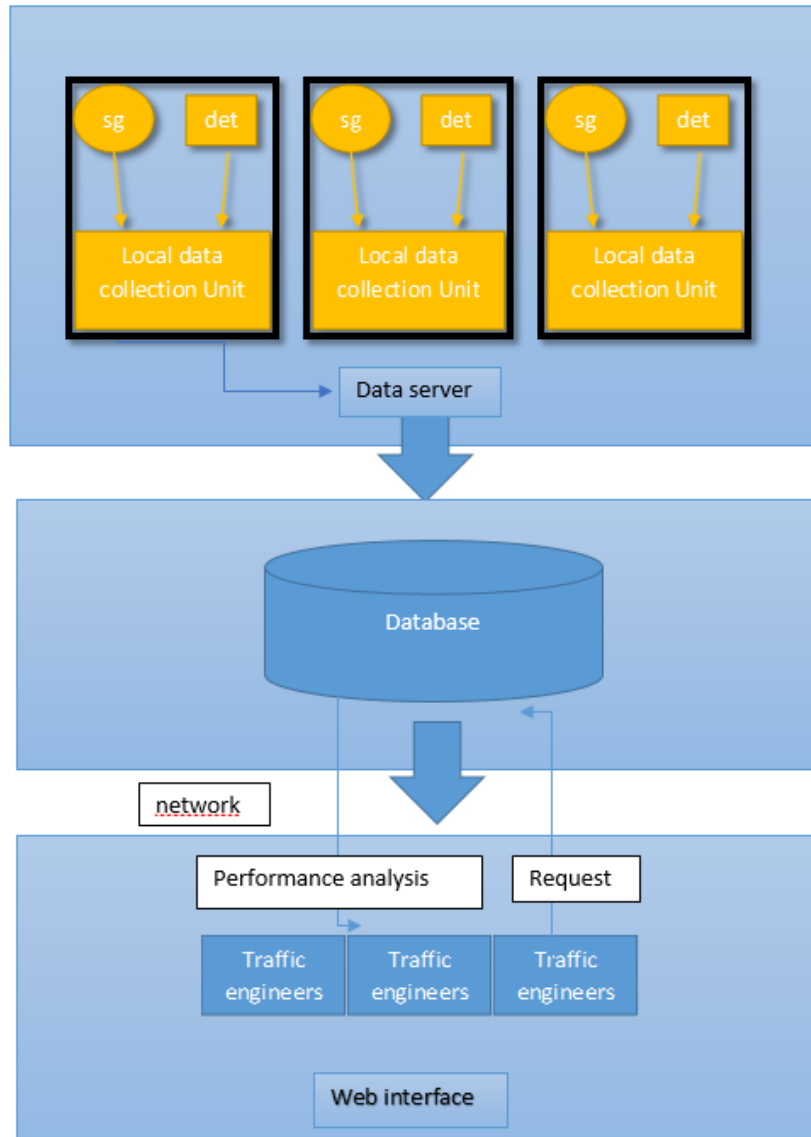 sg
det
sg
det
sg
det
Local data
collection Unit
Local data
collection Unit
Local data
collection Unit
Data server
Database
network
Performance analysis
Request
Traffic
engineers
Traffic
engineers
Traffic
engineers
Web interface